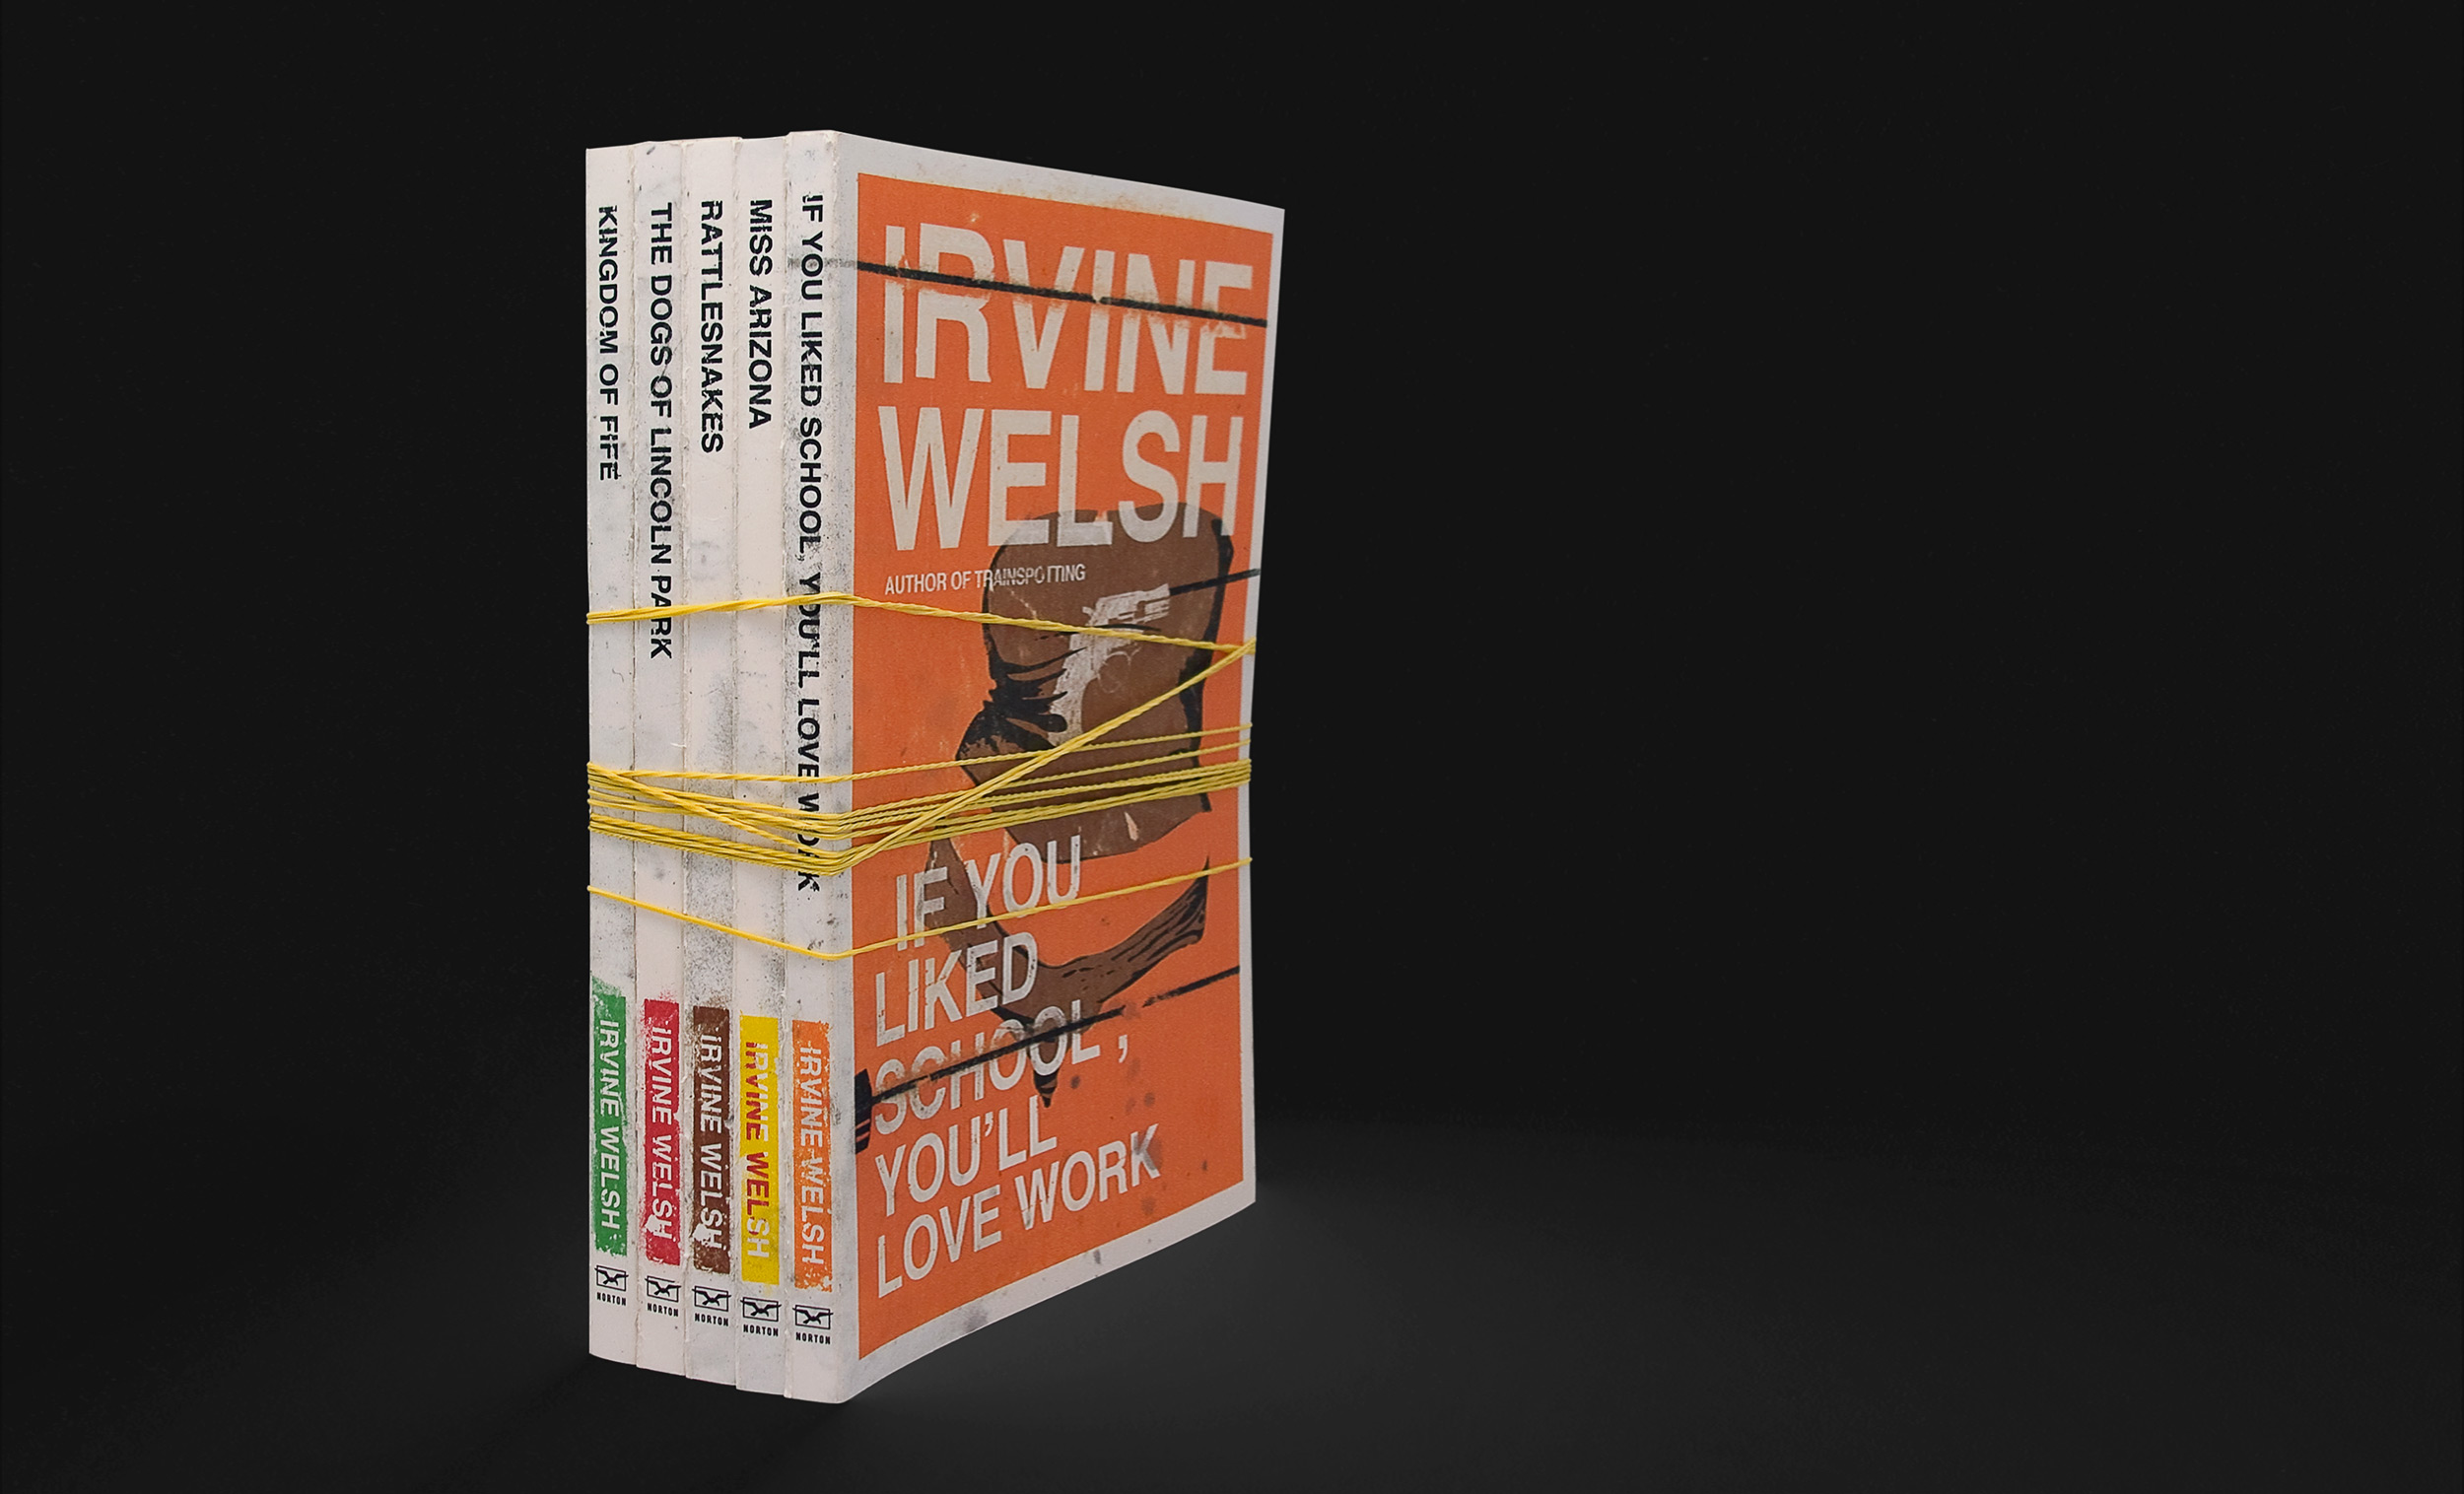 KINGDOM OF FIFE
IRVINE WELSH
NORTON
THE DOGS OF LINCOLN PARK
IRVINE WELSH
NORTON
RATTLESNAKES
IRVINE WELSH
NORTON
MISS ARIZONA
IRVINE WELSH
NORTON
IF YOU LIKED SCHOOL, YOU'LL LOVE WORK
IRVINE WELSH
NORTON
IRVINE
WELSH
AUTHOR OF TRAINSPOTTING
IF YOU
LIKED
SCHOOL,
YOU'LL
LOVE WORK